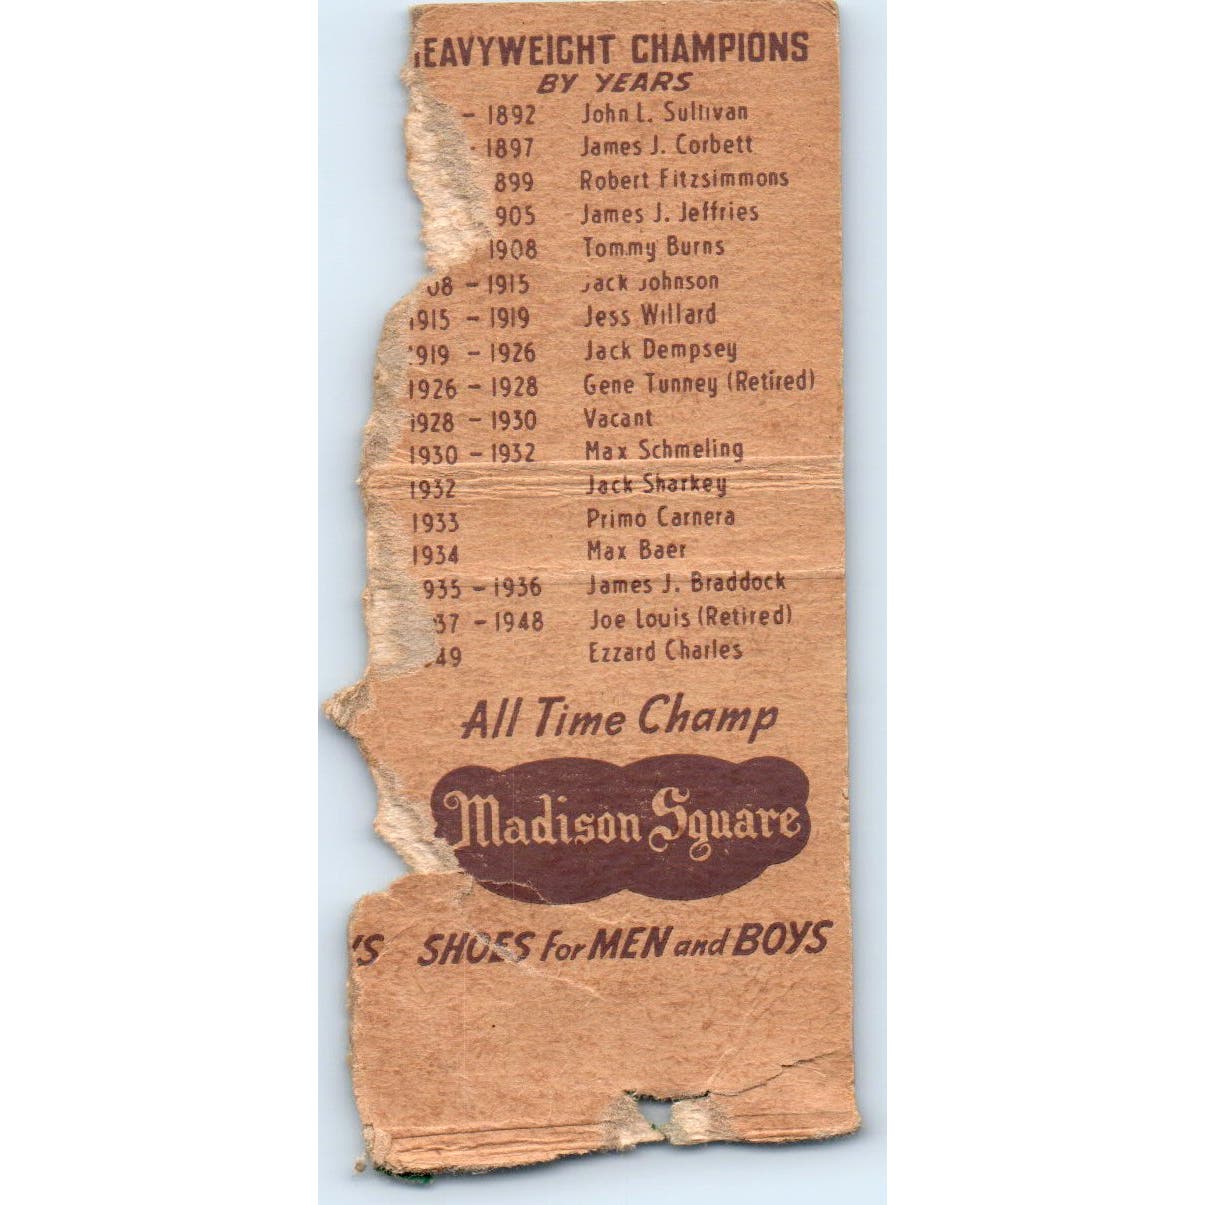 HEAVYWEIGHT CHAMPIONS
BY YEARS
- 1892 John L. Sullivan
- 1897 James J. Corbett
899 Robert Fitzsimmons
905 James J. Jeffries
1908 Tommy Burns
08 - 1915 Jack Johnson
1915 - 1919 Jess Willard
1919 - 1926 Jack Dempsey
1926 - 1928 Gene Tunney (Retired)
1928 - 1930 Vacant
1930 - 1932 Max Schmeling
1932 Jack Sharkey
1933 Primo Carnera
1934 Max Baer
935 - 1936 James J. Braddock
37 - 1948 Joe Louis (Retired)
49 Ezzard Charles
All Time Champ
Madison Square
'S SHOES for MEN and BOYS